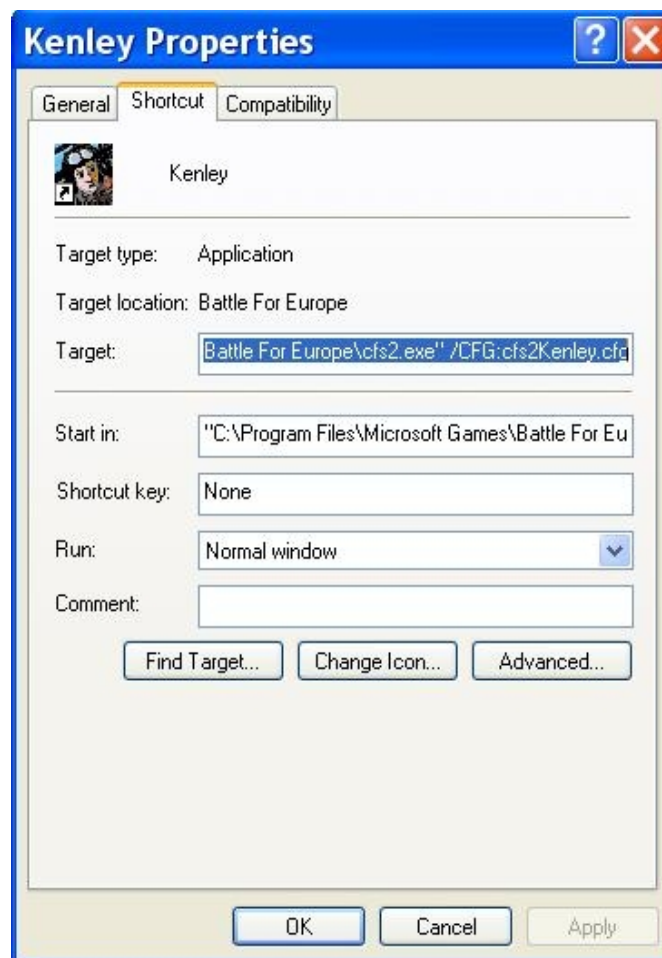 Kenley Properties
General Shortcut Compatibility
Kenley
Target type: Application
Target location: Battle For Europe
Target: Battle For Europe\cfs2.exe" /CFG:cfs2Kenley.cfg
Start in: "C:\Program Files\Microsoft Games\Battle For Eu
Shortcut key: None
Run: Normal window
Comment:
Find Target... Change Icon... Advanced...
OK Cancel Apply